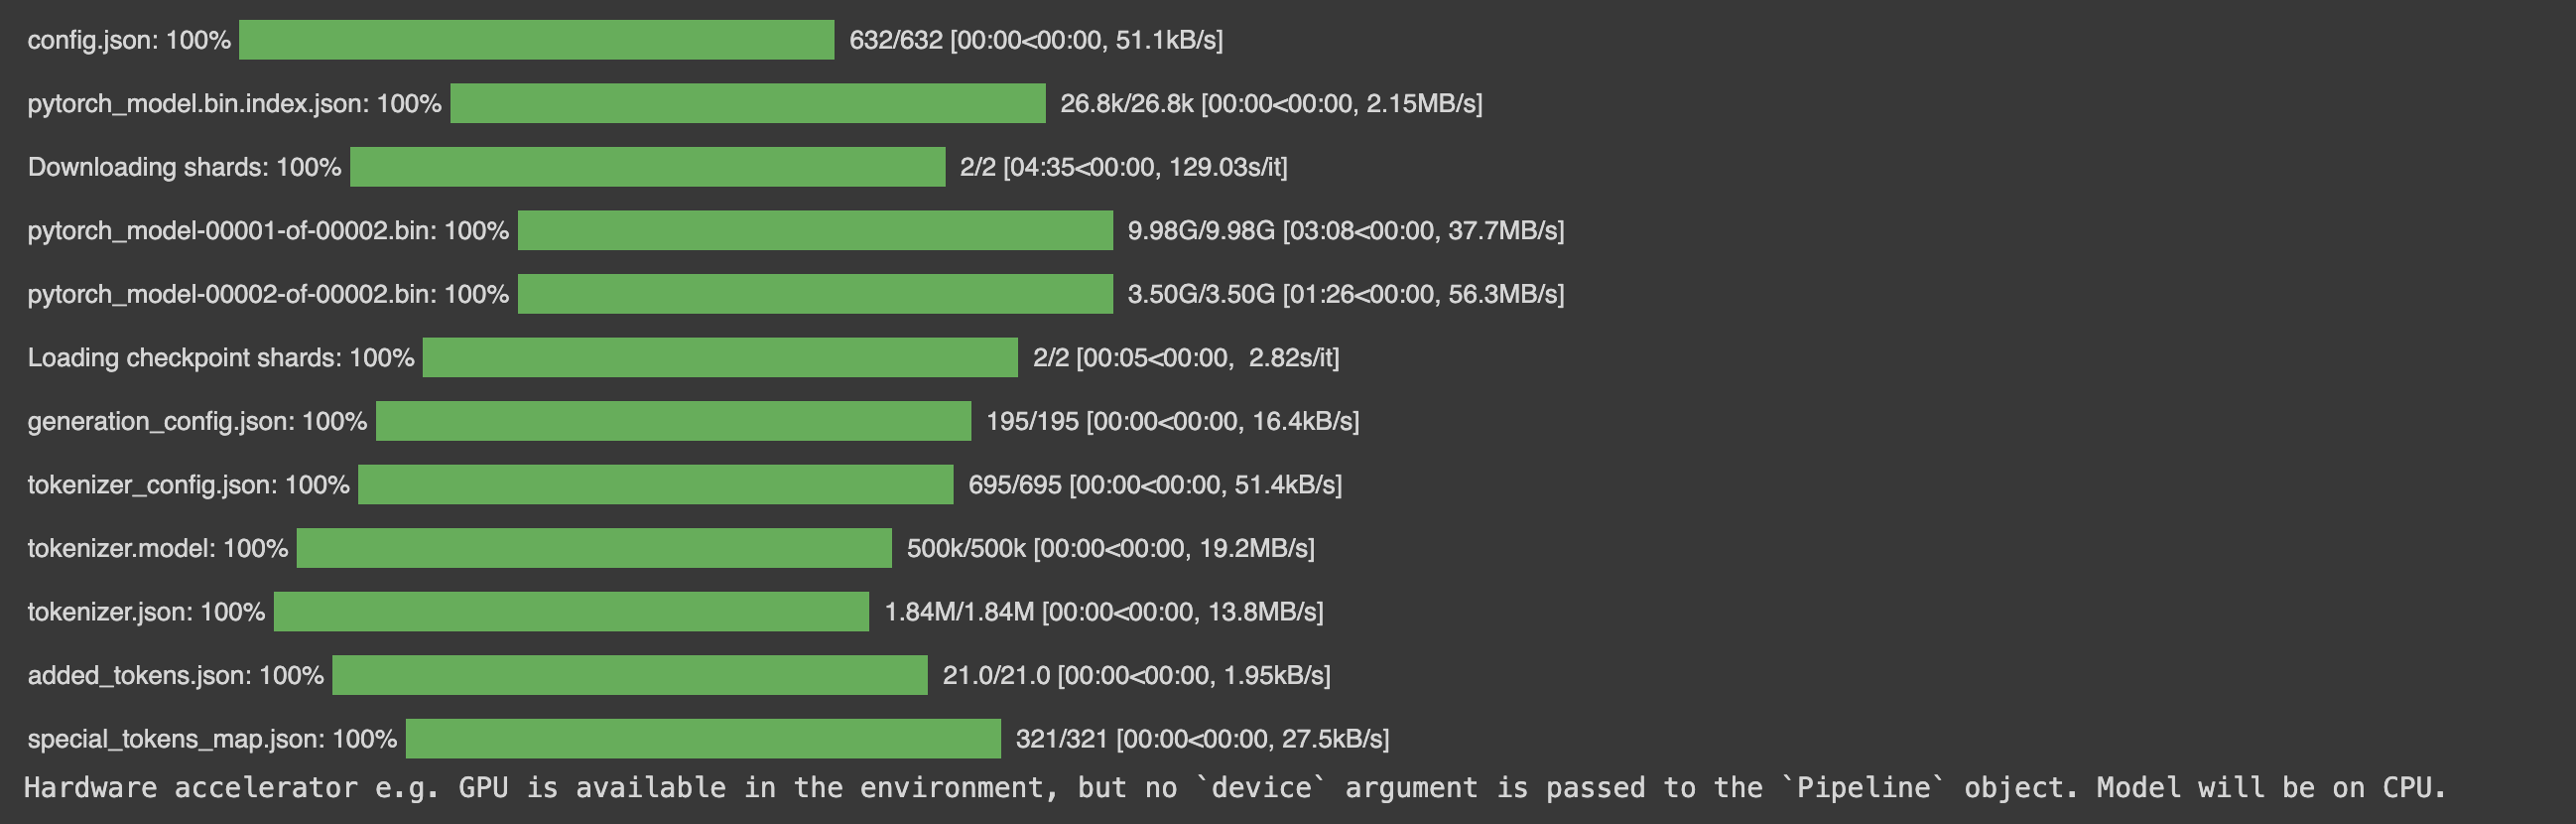 config.json: 100% 632/632 [00:00<00:00, 51.1kB/s]
pytorch_model.bin.index.json: 100% 26.8k/26.8k [00:00<00:00, 2.15MB/s]
Downloading shards: 100% 2/2 [04:35<00:00, 129.03s/it]
pytorch_model-00001-of-00002.bin: 100% 9.98G/9.98G [03:08<00:00, 37.7MB/s]
pytorch_model-00002-of-00002.bin: 100% 3.50G/3.50G [01:26<00:00, 56.3MB/s]
Loading checkpoint shards: 100% 2/2 [00:05<00:00,  2.82s/it]
generation_config.json: 100% 195/195 [00:00<00:00, 16.4kB/s]
tokenizer_config.json: 100% 695/695 [00:00<00:00, 51.4kB/s]
tokenizer.model: 100% 500k/500k [00:00<00:00, 19.2MB/s]
tokenizer.json: 100% 1.84M/1.84M [00:00<00:00, 13.8MB/s]
added_tokens.json: 100% 21.0/21.0 [00:00<00:00, 1.95kB/s]
special_tokens_map.json: 100% 321/321 [00:00<00:00, 27.5kB/s]
Hardware accelerator e.g. GPU is available in the environment, but no `device` argument is passed to the `Pipeline` object. Model will be on CPU.